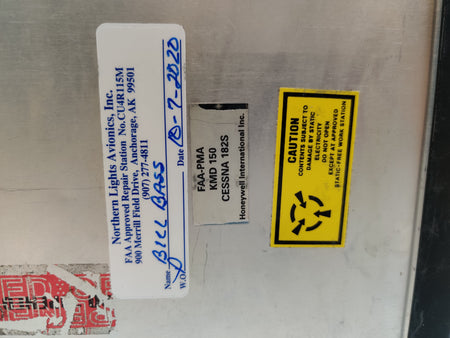 Northern Lights Avionics, Inc.
FAA Approved Repair Station No. CU4R115M
900 Merrill Field Drive, Anchorage, AK 99501
(907) 277-4811
Name BILL BASS
W.O. Date 10-7-2020
FAA-PMA
KMD 150
CESSNA 182S
Honeywell International Inc.
CAUTION
CONTENTS SUBJECT TO
DAMAGE BY STATIC
ELECTRICITY
DO NOT OPEN
EXCEPT AT APPROVED
STATIC-FREE WORK STATION